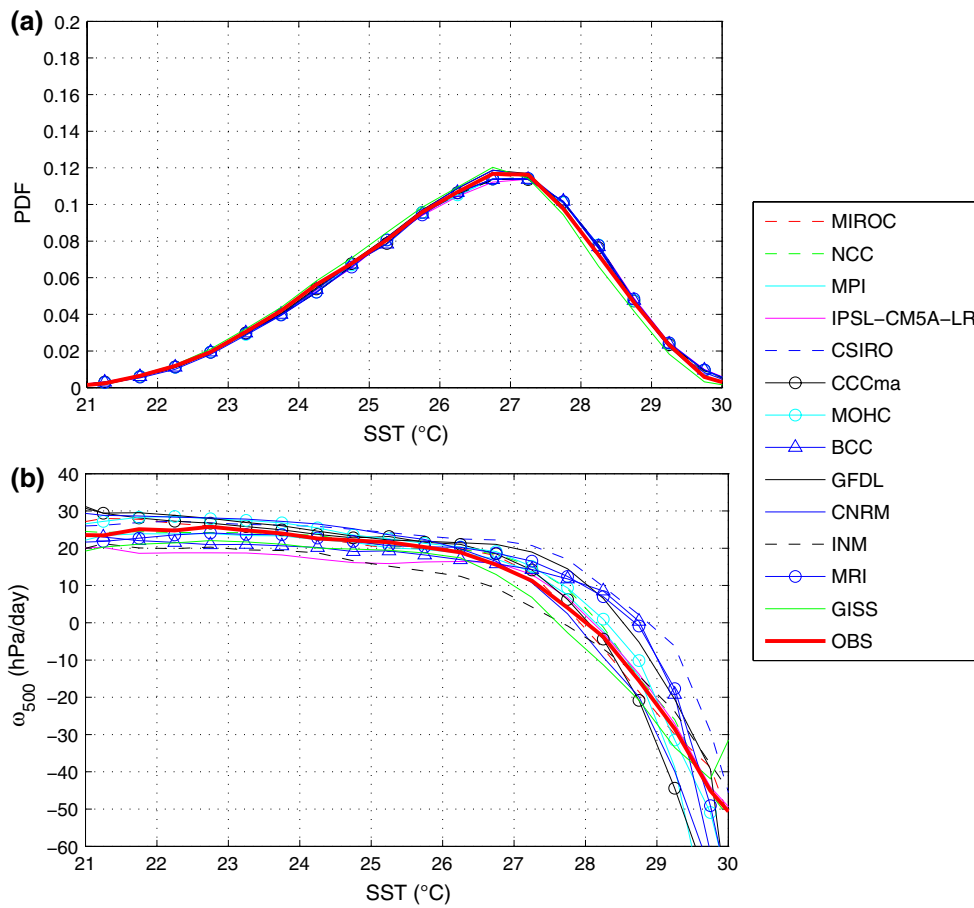 (a)
0.2
0.18
0.16
0.14
0.12
0.1
0.08
0.06
0.04
0.02
0
PDF
21 22 23 24 25 26 27 28 29 30
SST (°C)
(b)
40
30
20
10
0
−10
−20
−30
−40
−50
−60
ω500 (hPa/day)
21 22 23 24 25 26 27 28 29 30
SST (°C)
MIROC
NCC
MPI
IPSL−CM5A−LR
CSIRO
CCCma
MOHC
BCC
GFDL
CNRM
INM
MRI
GISS
OBS